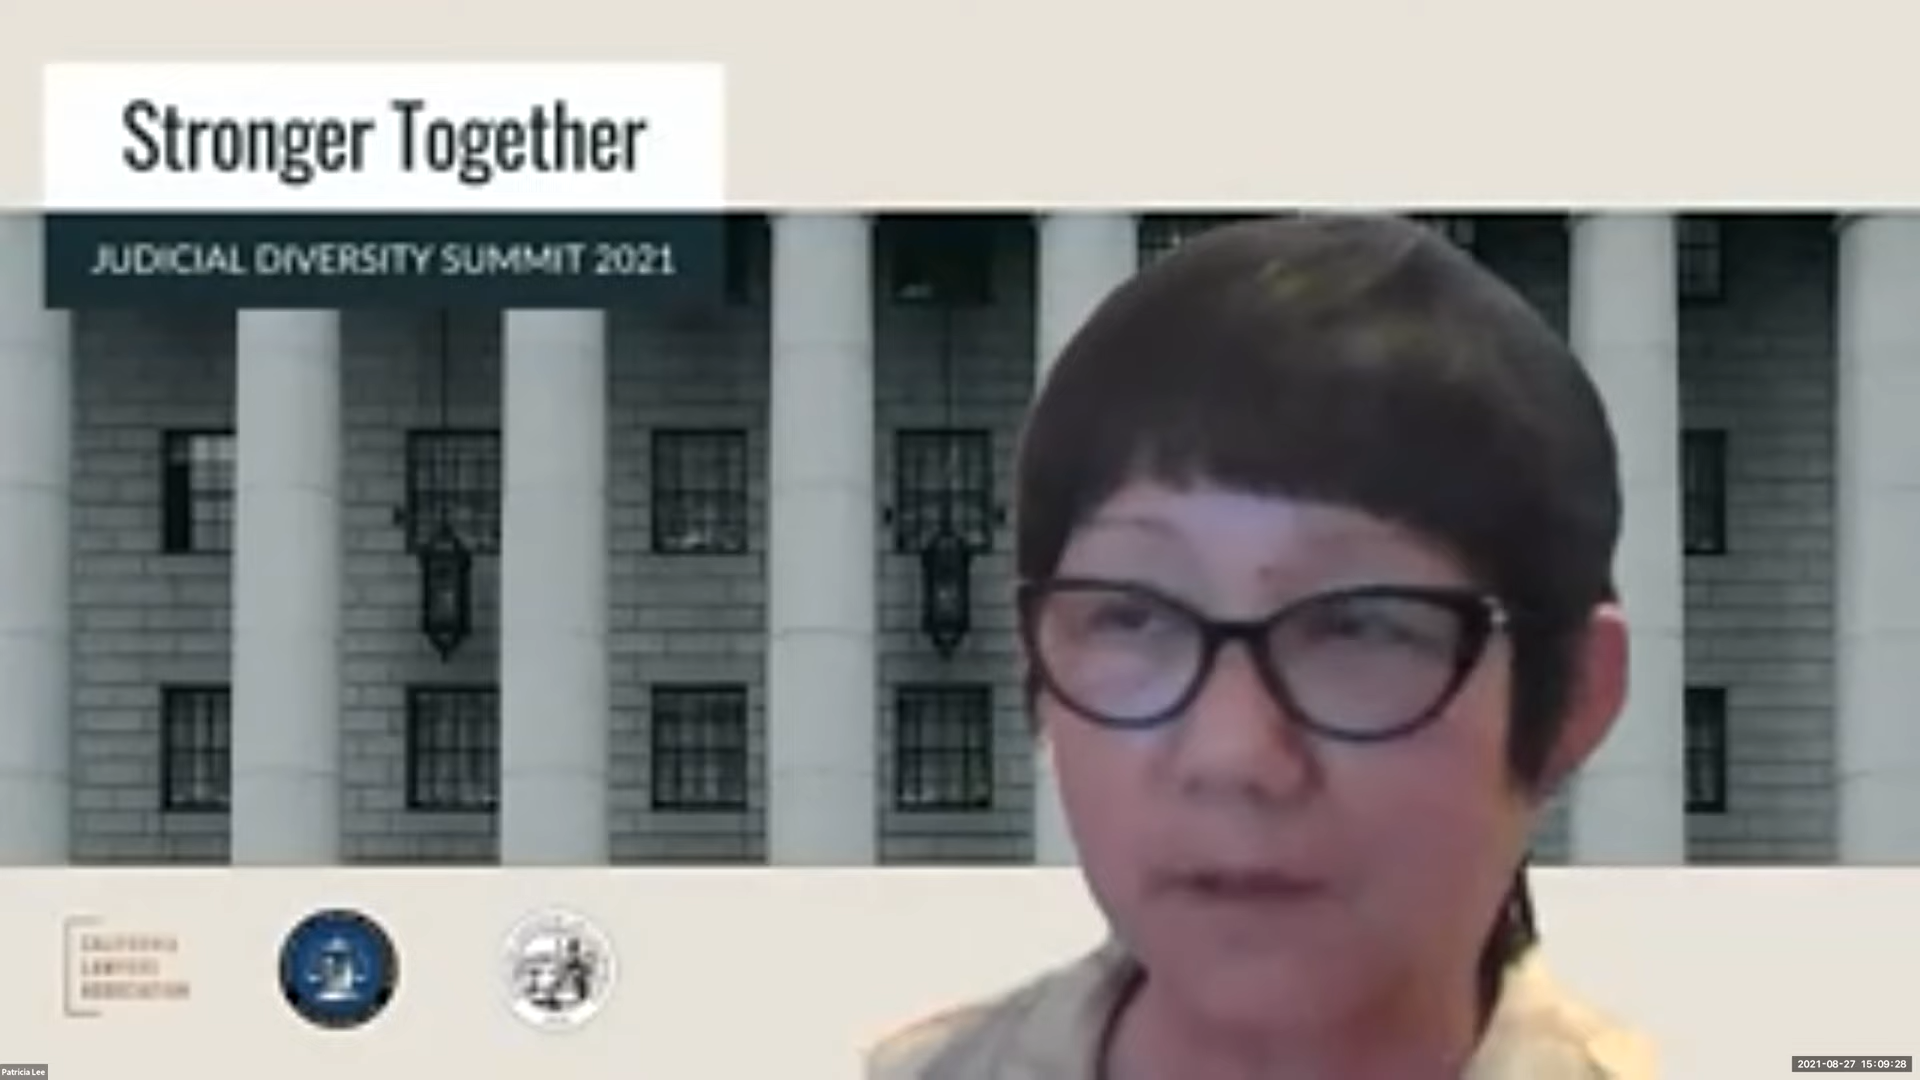 Stronger Together
JUDICIAL DIVERSITY SUMMIT 2021
CALIFORNIA
LAWYERS
ASSOCIATION
Patricia Lee
2021-08-27 15:09:28